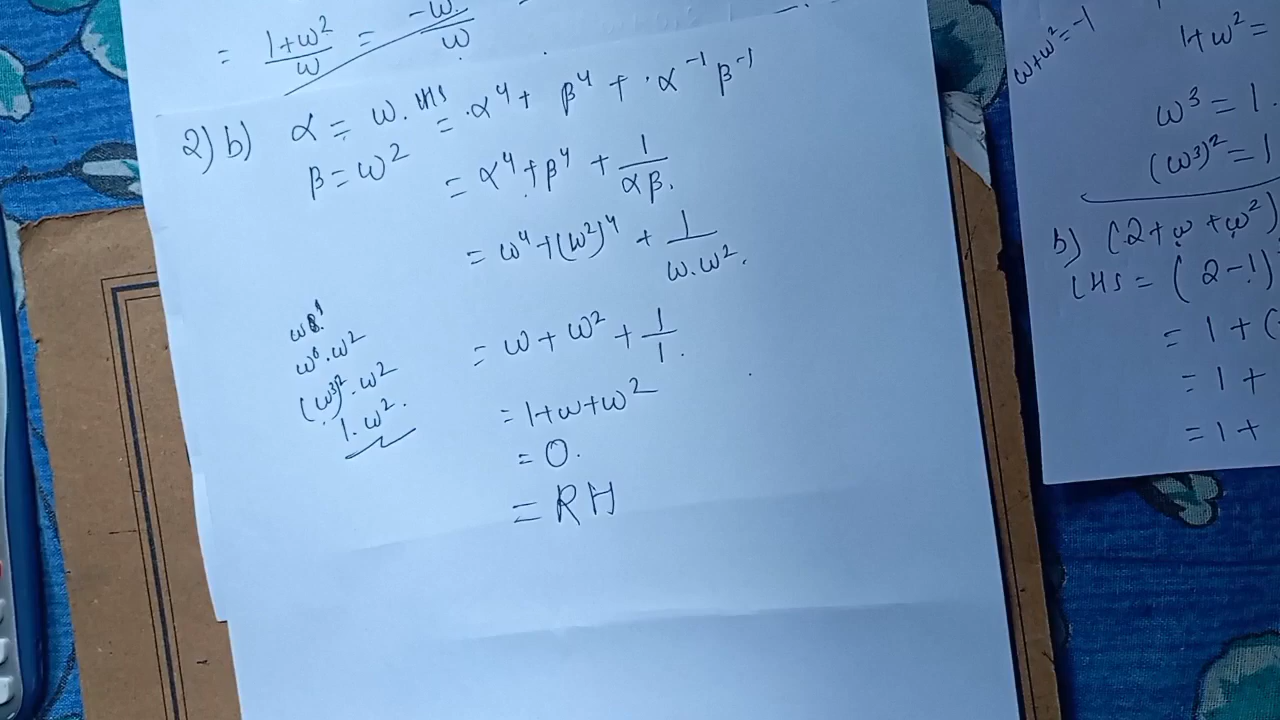 = 1+ω² / ω = -ω / ω
2) b) α = ω. LHS = α⁴ + β⁴ + α⁻¹ β⁻¹
β = ω² = α⁴ + β⁴ + 1/αβ.
= ω⁴ + (ω²)⁴ + 1/ω.ω².
= ω + ω² + 1/1.
= 1+ω+ω²
= 0.
= RH
ω⁶.ω²
(ω³)².ω²
1.ω².
ω+ω²=-1
1+ω² =
ω³ = 1.
(ω³)² = 1
b) (2+ω+ω²)
LHS = (2-1)
= 1 + (
= 1 +
= 1 +